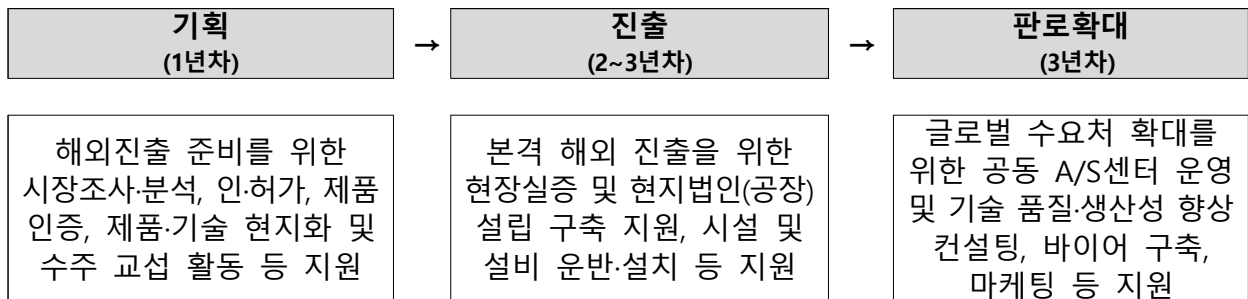 기획
(1년차)
→
진출
(2~3년차)
→
판로확대
(3년차)
해외진출 준비를 위한
시장조사·분석, 인·허가, 제품
인증, 제품·기술 현지화 및
수주 교섭 활동 등 지원
본격 해외 진출을 위한
현장실증 및 현지법인(공장)
설립 구축 지원, 시설 및
설비 운반·설치 등 지원
글로벌 수요처 확대를
위한 공동 A/S센터 운영
및 기술 품질·생산성 향상
컨설팅, 바이어 구축,
마케팅 등 지원